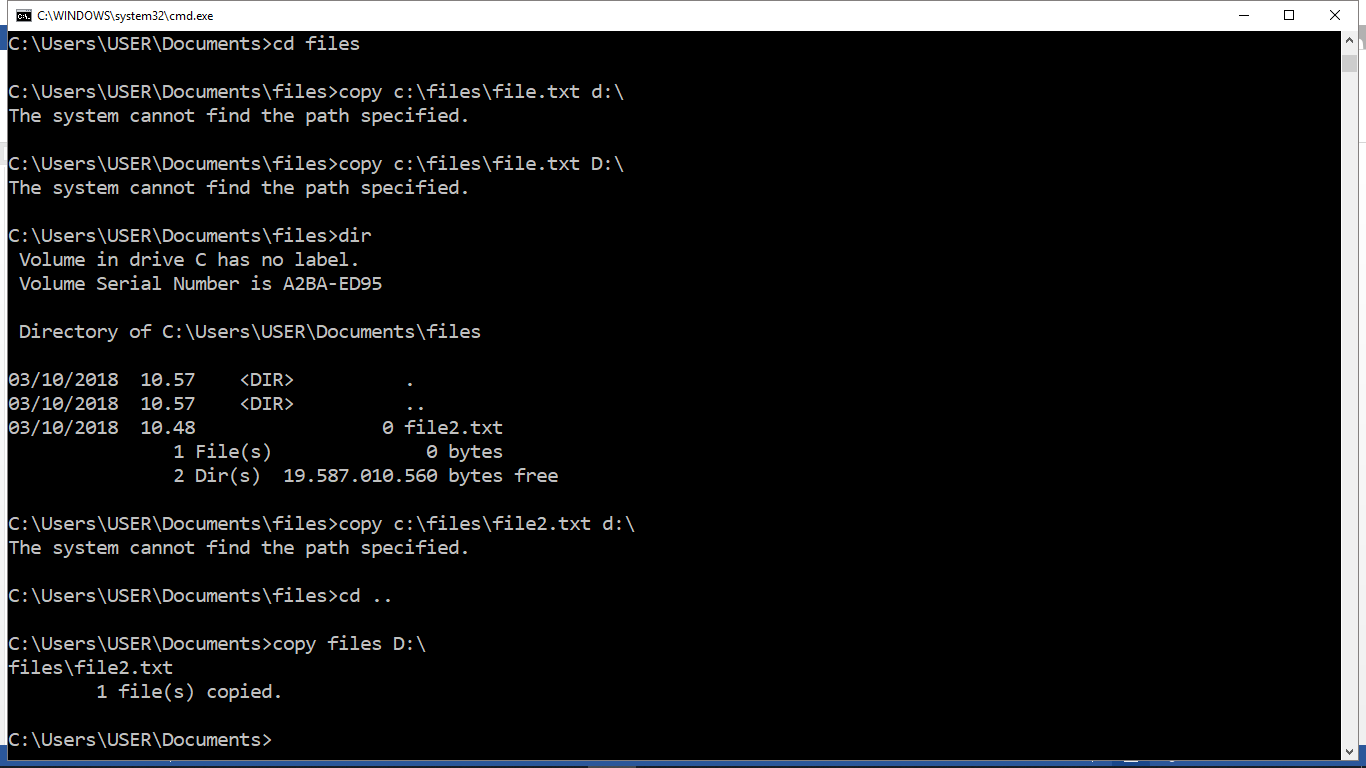 C:\WINDOWS\system32\cmd.exe
C:\Users\USER\Documents>cd files
C:\Users\USER\Documents\files>copy c:\files\file.txt d:\
The system cannot find the path specified.
C:\Users\USER\Documents\files>copy c:\files\file.txt D:\
The system cannot find the path specified.
C:\Users\USER\Documents\files>dir
 Volume in drive C has no label.
 Volume Serial Number is A2BA-ED95
 Directory of C:\Users\USER\Documents\files
03/10/2018  10.57    <DIR>          .
03/10/2018  10.57    <DIR>          ..
03/10/2018  10.48                 0 file2.txt
               1 File(s)              0 bytes
               2 Dir(s)  19.587.010.560 bytes free
C:\Users\USER\Documents\files>copy c:\files\file2.txt d:\
The system cannot find the path specified.
C:\Users\USER\Documents\files>cd ..
C:\Users\USER\Documents>copy files D:\
files\file2.txt
        1 file(s) copied.
C:\Users\USER\Documents>